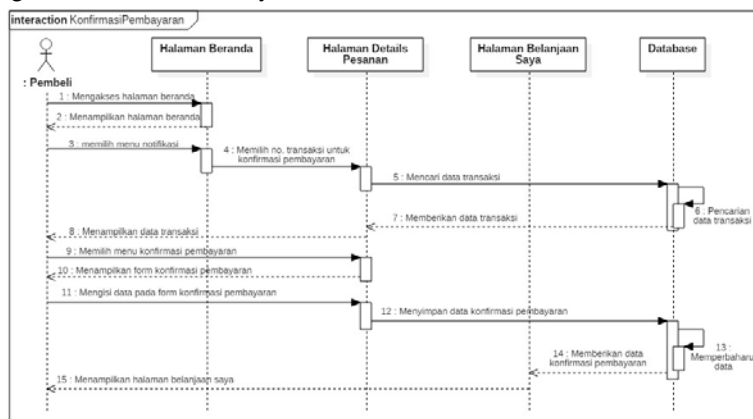 interaction KonfirmasiPembayaran
: Pembeli
Halaman Beranda
Halaman Details
Pesanan
Halaman Belanjaan
Saya
Database
1 : Mengakses halaman beranda
2 : Menampilkan halaman beranda
3 : memilih menu notifikasi
4 : Memilih no. transaksi untuk
konfirmasi pembayaran
5 : Mencari data transaksi
6 : Pencarian
data transaksi
7 : Memberikan data transaksi
8 : Menampilkan data transaksi
9 : Memilih menu konfirmasi pembayaran
10 : Menampilkan form konfirmasi pembayaran
11 : Mengisi data pada form konfirmasi pembayaran
12 : Menyimpan data konfirmasi pembayaran
13 :
Memperbaharu
data
14 : Memberikan data
konfirmasi pembayaran
15 : Menampilkan halaman belanjaan saya